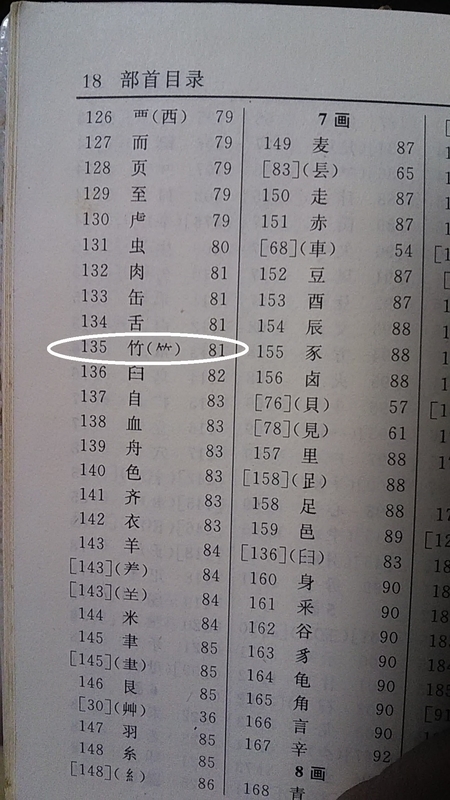 18 部首目录
126 覀(西) 79
127 而 79
128 页 79
129 至 79
130 虍 79
131 虫 80
132 肉 81
133 缶 81
134 舌 81
135 竹(⺮) 81
136 臼 82
137 自 83
138 血 83
139 舟 83
140 色 83
141 齐 83
142 衣 83
143 羊 84
[143](⺶) 84
[143](𦍌) 84
144 米 84
145 聿 85
[145](⺻) 85
146 艮 85
[30](艸) 36
147 羽 85
148 糸 85
[148](糹) 86
7画
149 麦 87
[83](镸) 65
150 走 87
151 赤 87
[68](車) 54
152 豆 87
153 酉 87
154 辰 88
155 豕 88
156 卤 88
[76](貝) 57
[78](見) 61
157 里 88
[158](𧾷) 88
158 足 88
159 邑 89
[136](𦥑) 83
160 身 90
161 釆 90
162 谷 90
163 豸 90
164 龟 90
165 角 90
166 言 90
167 辛 92
8画
168 青